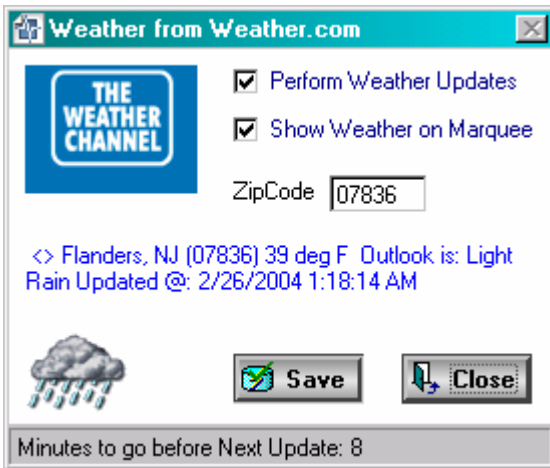 Weather from Weather.com
THE
WEATHER
CHANNEL
Perform Weather Updates
Show Weather on Marquee
ZipCode 07836
<> Flanders, NJ (07836) 39 deg F Outlook is: Light
Rain Updated @: 2/26/2004 1:18:14 AM
Save Close
Minutes to go before Next Update: 8